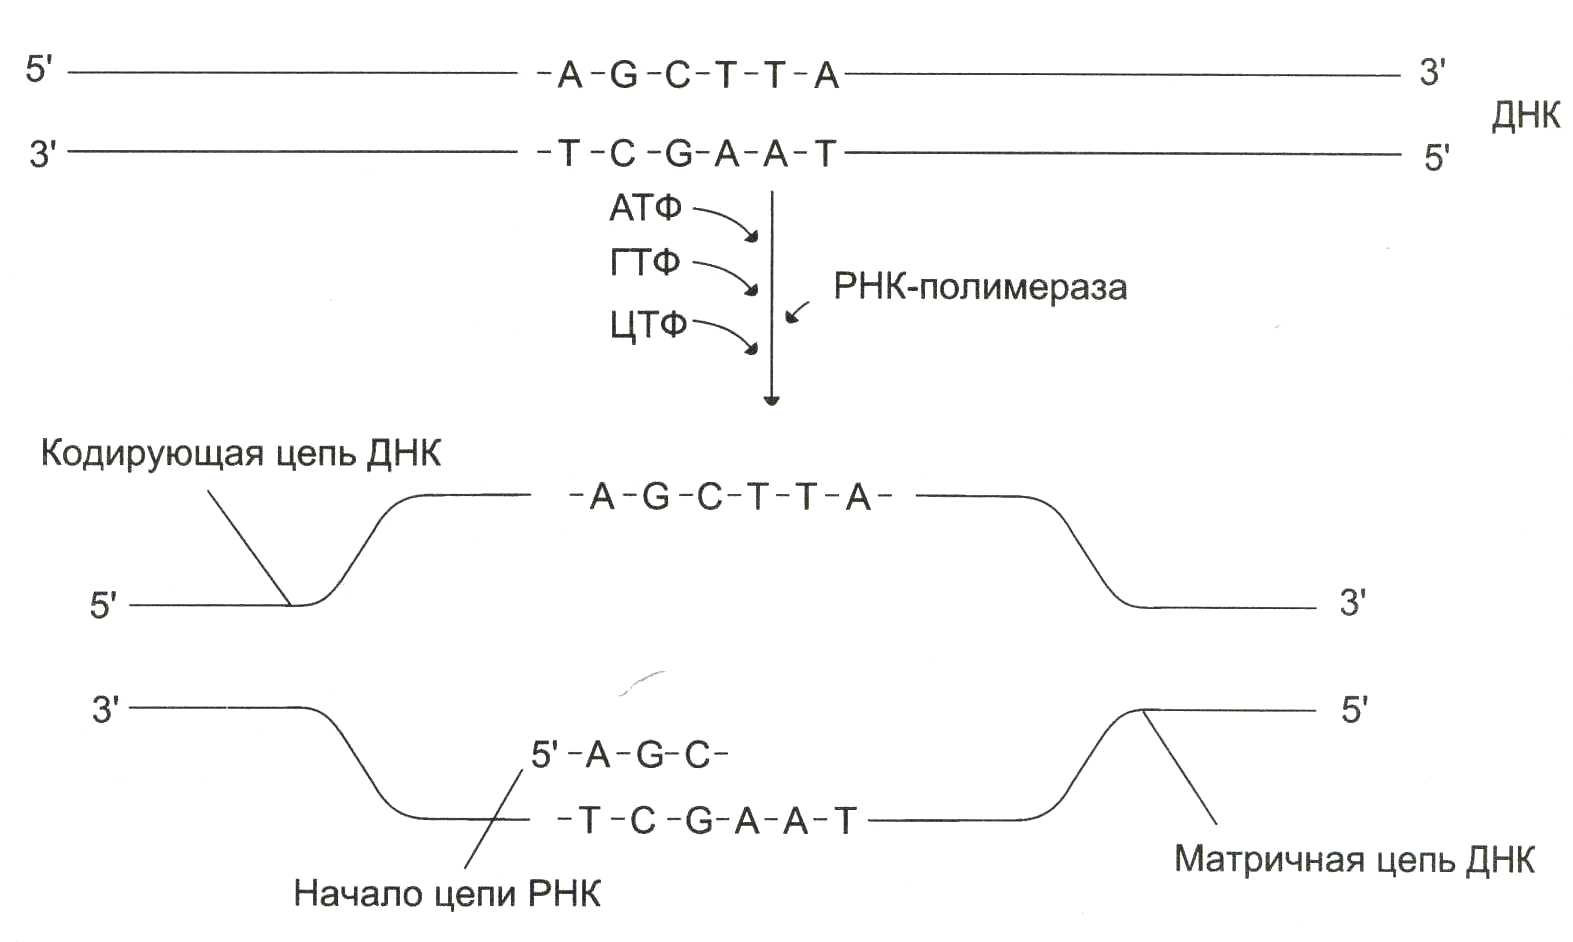 5' -A-G-C-T-T-A 3'
ДНК
3' -T-C-G-A-A-T 5'
АТФ
ГТФ
РНК-полимераза
ЦТФ
Кодирующая цепь ДНК
-A-G-C-T-T-A-
5' 3'
3' 5'
5' -A-G-C-
-T-C-G-A-A-T
Матричная цепь ДНК
Начало цепи РНК